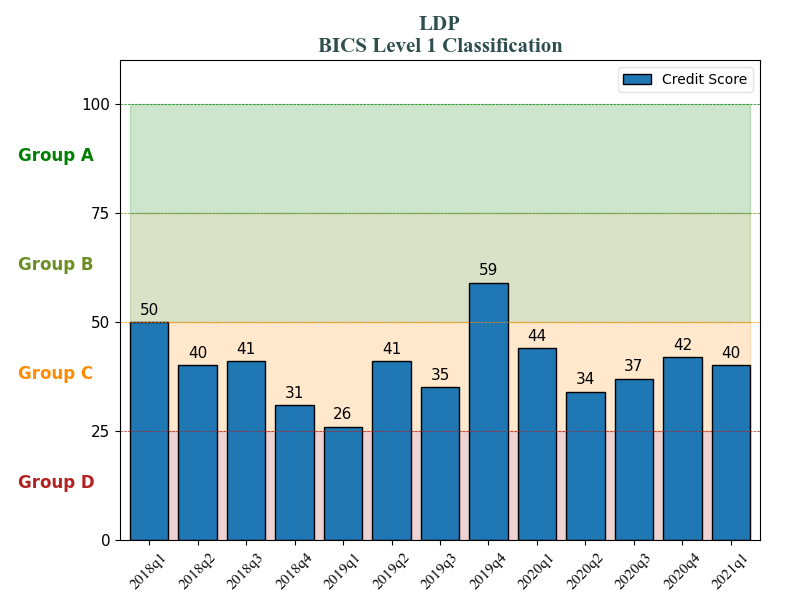 LDP
BICS Level 1 Classification
Credit Score
100
Group A
75
Group B
50
Group C
25
Group D
0
50
40
41
31
26
41
35
59
44
34
37
42
40
2018q1
2018q2
2018q3
2018q4
2019q1
2019q2
2019q3
2019q4
2020q1
2020q2
2020q3
2020q4
2021q1